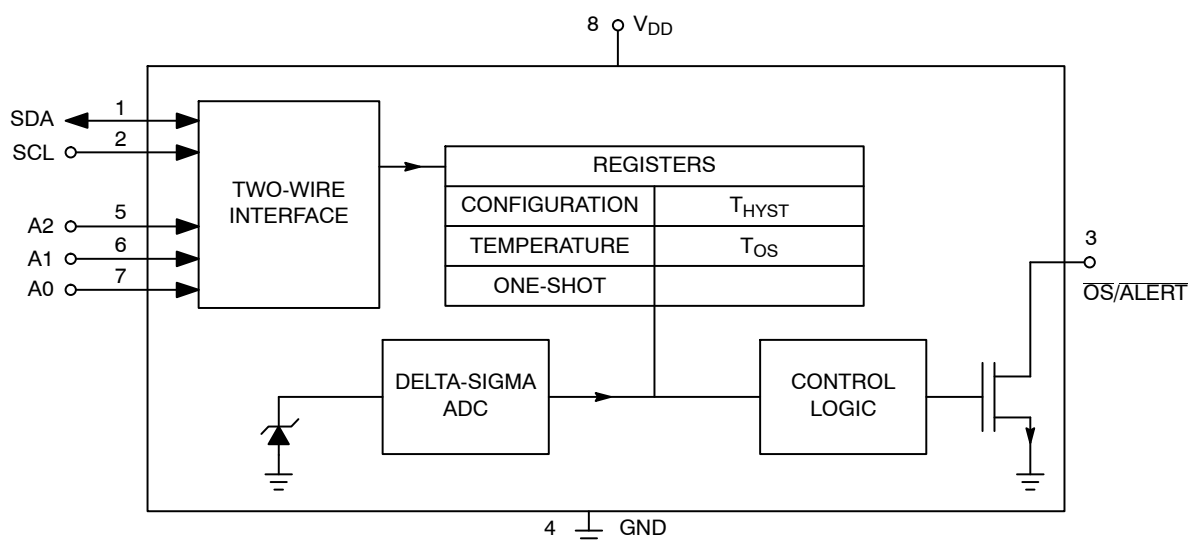 8 VDD
SDA 1
SCL 2
A2 5
A1 6
A0 7
TWO-WIRE
INTERFACE
REGISTERS
CONFIGURATION THYST
TEMPERATURE TOS
ONE-SHOT
3
OS/ALERT
DELTA-SIGMA
ADC
CONTROL
LOGIC
4 GND